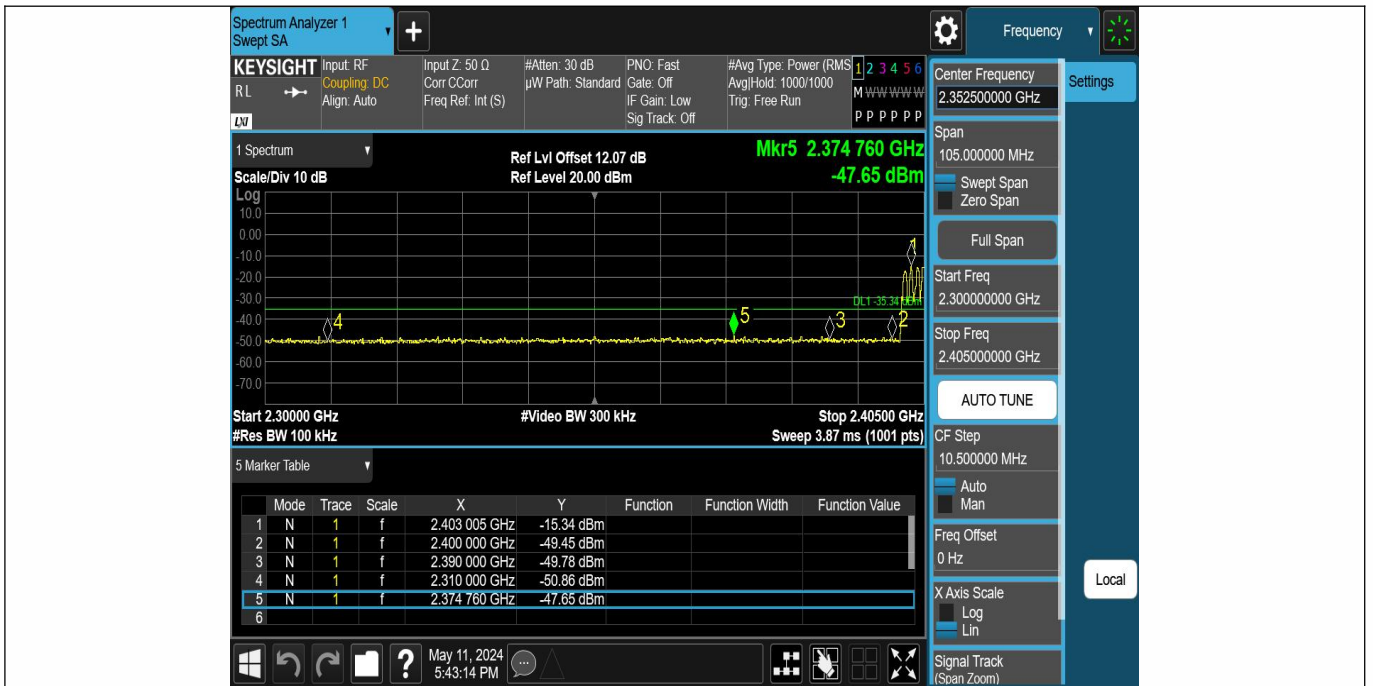 Spectrum Analyzer 1
Swept SA
+
Frequency
KEYSIGHT
RL
LXI
Input: RF
Coupling: DC
Align: Auto
Input Z: 50 Ω
Corr CCorr
Freq Ref: Int (S)
#Atten: 30 dB
µW Path: Standard
PNO: Fast
Gate: Off
IF Gain: Low
Sig Track: Off
#Avg Type: Power (RMS
Avg|Hold: 1000/1000
Trig: Free Run
1 2 3 4 5 6
M W W W W W
P P P P P P
1 Spectrum
Scale/Div 10 dB
Ref Lvl Offset 12.07 dB
Ref Level 20.00 dBm
Mkr5 2.374 760 GHz
-47.65 dBm
Log
10.0
0.00
-10.0
-20.0
-30.0
-40.0
-50.0
-60.0
-70.0
1
DL1 -35.34 dBm
4
5
3
2
Start 2.30000 GHz
#Video BW 300 kHz
Stop 2.40500 GHz
#Res BW 100 kHz
Sweep 3.87 ms (1001 pts)
5 Marker Table
Mode Trace Scale X Y Function Function Width Function Value
1 N 1 f 2.403 005 GHz -15.34 dBm
2 N 1 f 2.400 000 GHz -49.45 dBm
3 N 1 f 2.390 000 GHz -49.78 dBm
4 N 1 f 2.310 000 GHz -50.86 dBm
5 N 1 f 2.374 760 GHz -47.65 dBm
6
?
May 11, 2024
5:43:14 PM
Center Frequency
2.352500000 GHz
Settings
Span
105.000000 MHz
Swept Span
Zero Span
Full Span
Start Freq
2.300000000 GHz
Stop Freq
2.405000000 GHz
AUTO TUNE
CF Step
10.500000 MHz
Auto
Man
Freq Offset
0 Hz
Local
X Axis Scale
Log
Lin
Signal Track
(Span Zoom)